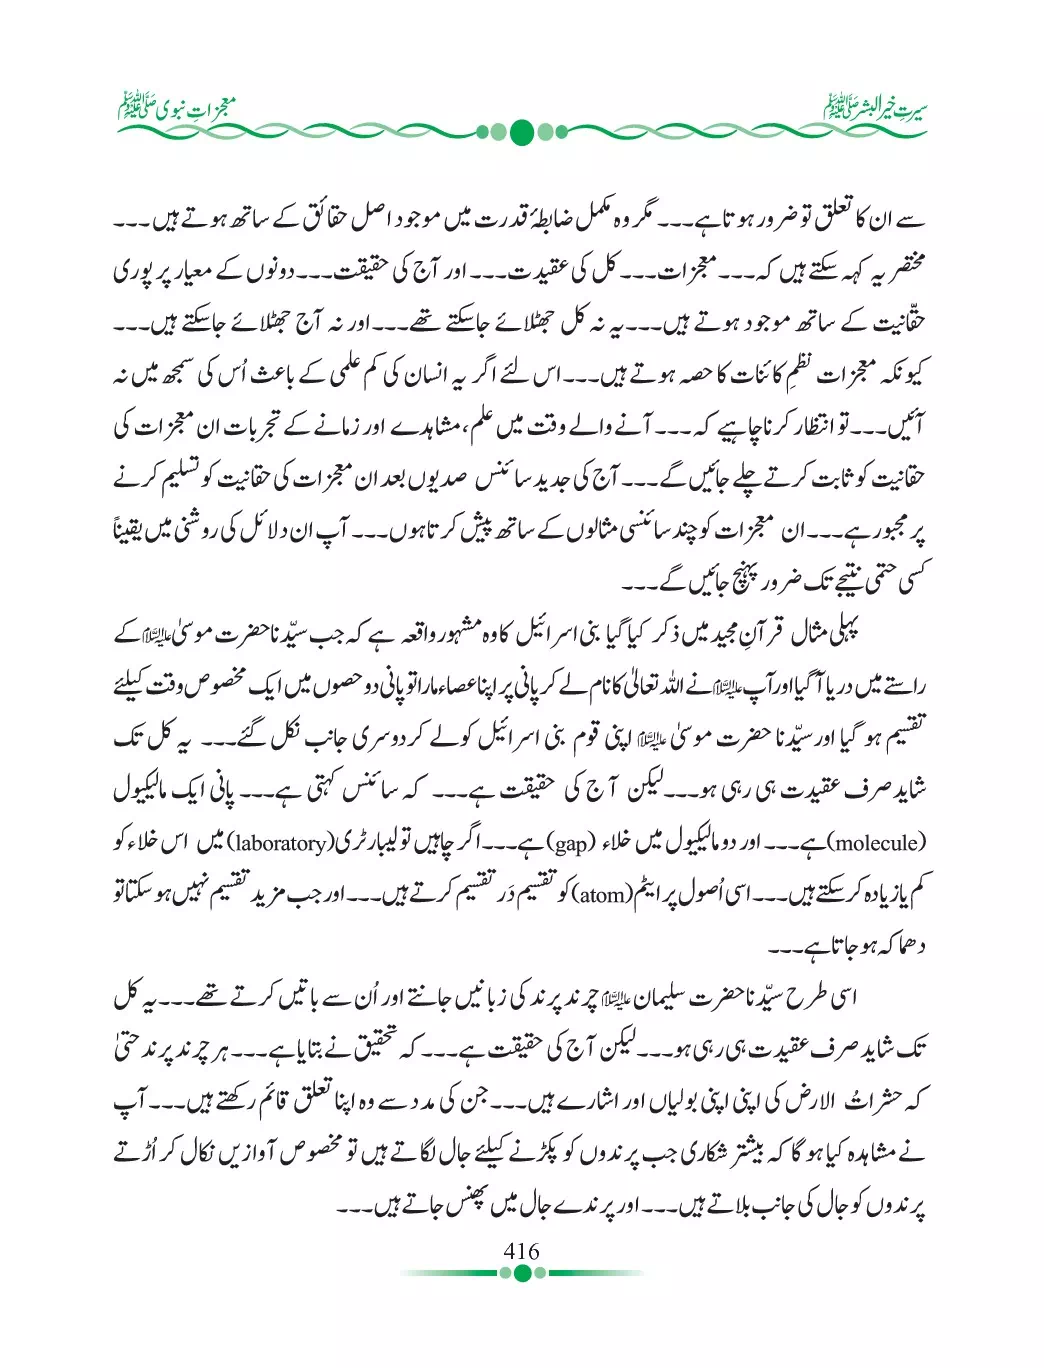 سیرتِ خیر البشر ﷺ
معجزاتِ نبوی ﷺ
سے ان کا تعلق تو ضرور ہوتا ہے۔۔۔ مگر وہ مکمل ضابطۂ قدرت میں موجود اصل حقائق کے ساتھ ہوتے ہیں ۔۔۔
مختصر یہ کہہ سکتے ہیں کہ۔۔۔ معجزات۔۔۔ کل کی عقیدت۔۔۔ اور آج کی حقیقت۔۔۔ دونوں کے معیار پر پوری
حقّانیت کے ساتھ موجود ہوتے ہیں۔۔۔ یہ نہ کل جھٹلائے جاسکتے تھے۔۔۔ اور نہ آج جھٹلائے جاسکتے ہیں۔۔۔
کیونکہ معجزات نظمِ کائنات کا حصہ ہوتے ہیں۔۔۔ اس لئے اگر یہ انسان کی کم علمی کے باعث اُس کی سمجھ میں نہ
آئیں۔۔۔ تو انتظار کرنا چاہیے کہ۔۔۔ آنے والے وقت میں علم، مشاہدے اور زمانے کے تجربات ان معجزات کی
حقانیت کو ثابت کرتے چلے جائیں گے۔۔۔ آج کی جدید سائنس صدیوں بعد ان معجزات کی حقانیت کو تسلیم کرنے
پر مجبور ہے۔۔۔ ان معجزات کو چند سائنسی مثالوں کے ساتھ پیش کرتا ہوں۔۔۔ آپ ان دلائل کی روشنی میں یقیناً
کسی حتمی نتیجے تک ضرور پہنچ جائیں گے۔۔۔
پہلی مثال قرآنِ مجید میں ذکر کیا گیا بنی اسرائیل کا وہ مشہور واقعہ ہے کہ جب سیّدنا حضرت موسیٰ علیہ السلام کے
راستے میں دریا آگیا اور آپ علیہ السلام نے اللہ تعالیٰ کا نام لے کر پانی پر اپنا عصاء مارا تو پانی دو حصوں میں ایک مخصوص وقت کیلئے
تقسیم ہو گیا اور سیّدنا حضرت موسیٰ علیہ السلام اپنی قوم بنی اسرائیل کو لے کر دوسری جانب نکل گئے۔۔۔ یہ کل تک
شاید صرف عقیدت ہی رہی ہو۔۔۔ لیکن آج کی حقیقت ہے۔۔۔ کہ سائنس کہتی ہے۔۔۔ پانی ایک مالیکیول
(molecule) ہے۔۔۔ اور دو مالیکیول میں خلاء (gap) ہے۔۔۔ اگر چاہیں تو لیبارٹری (laboratory) میں اس خلاء کو
کم یا زیادہ کر سکتے ہیں۔۔۔ اسی اُصول پر ایٹم (atom) کو تقسیم دَر تقسیم کرتے ہیں۔۔۔ اور جب مزید تقسیم نہیں ہو سکتا تو
دھماکہ ہو جاتا ہے۔۔۔
اسی طرح سیّدنا حضرت سلیمان علیہ السلام چرند پرند کی زبانیں جانتے اور اُن سے باتیں کرتے تھے۔۔۔ یہ کل
تک شاید صرف عقیدت ہی رہی ہو۔۔۔ لیکن آج کی حقیقت ہے۔۔۔ کہ تحقیق نے بتایا ہے۔۔۔ ہر چرند پرند حتیٰ
کہ حشراتُ الارض کی اپنی اپنی بولیاں اور اشارے ہیں۔۔۔ جن کی مدد سے وہ اپنا تعلق قائم رکھتے ہیں۔۔۔ آپ
نے مشاہدہ کیا ہو گا کہ بیشتر شکاری جب پرندوں کو پکڑنے کیلئے جال لگاتے ہیں تو مخصوص آوازیں نکال کر اُڑتے
پرندوں کو جال کی جانب بلاتے ہیں۔۔۔ اور پرندے جال میں پھنس جاتے ہیں۔۔۔
416